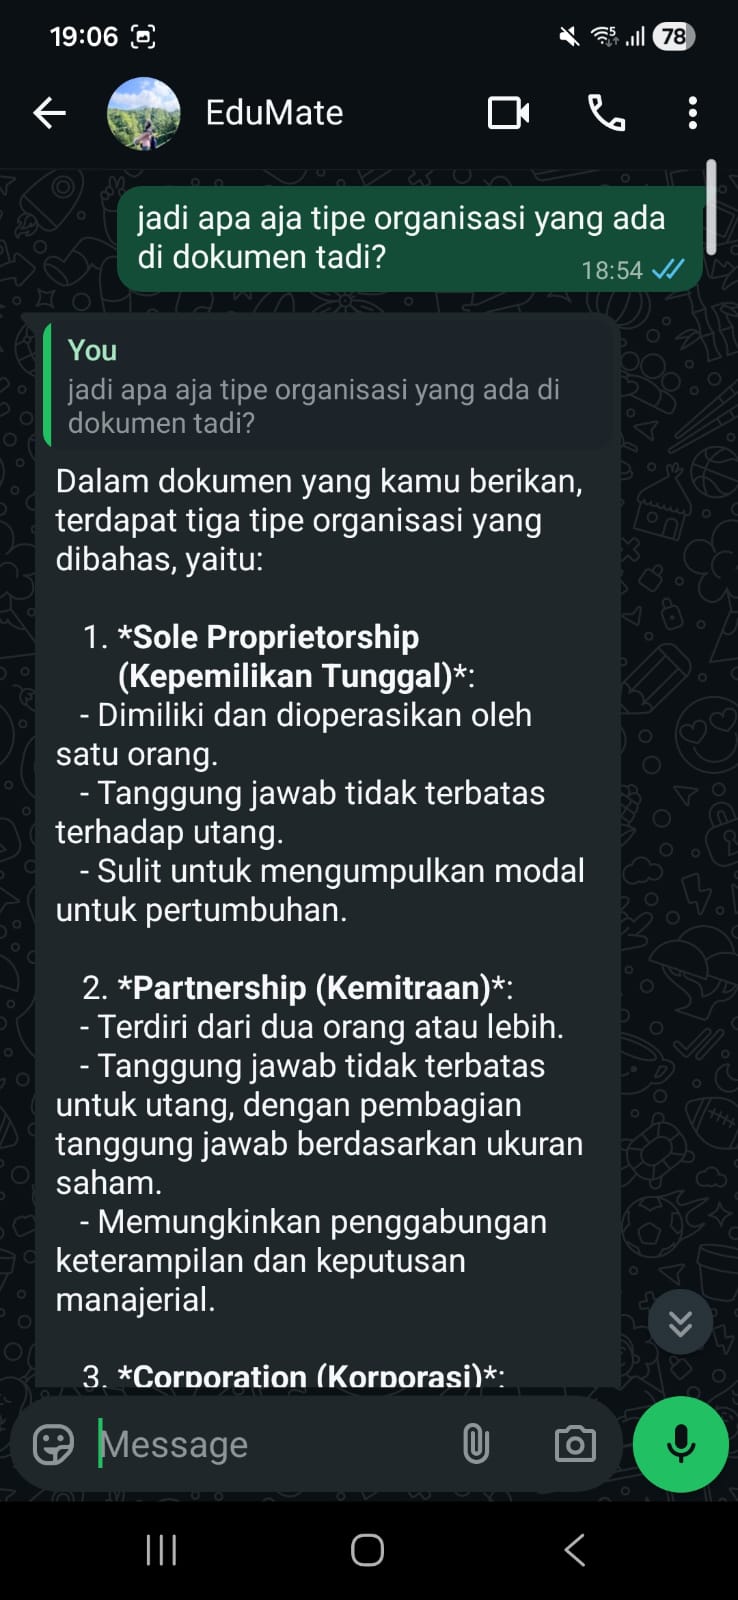 19:06
78
EduMate
jadi apa aja tipe organisasi yang ada
di dokumen tadi?
18:54
You
jadi apa aja tipe organisasi yang ada di
dokumen tadi?
Dalam dokumen yang kamu berikan,
terdapat tiga tipe organisasi yang
dibahas, yaitu:
1. *Sole Proprietorship
(Kepemilikan Tunggal)*:
- Dimiliki dan dioperasikan oleh
satu orang.
- Tanggung jawab tidak terbatas
terhadap utang.
- Sulit untuk mengumpulkan modal
untuk pertumbuhan.
2. *Partnership (Kemitraan)*:
- Terdiri dari dua orang atau lebih.
- Tanggung jawab tidak terbatas
untuk utang, dengan pembagian
tanggung jawab berdasarkan ukuran
saham.
- Memungkinkan penggabungan
keterampilan dan keputusan
manajerial.
3. *Corporation (Korporasi)*:
Message